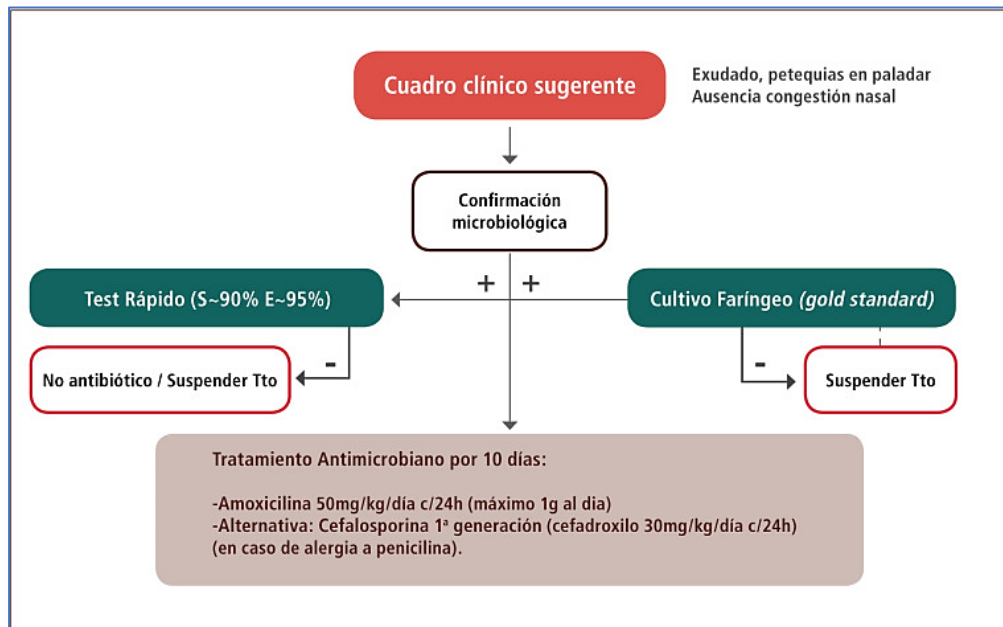 Cuadro clínico sugerente
Exudado, petequias en paladar
Ausencia congestión nasal
Confirmación
microbiológica
+ +
Test Rápido (S~90% E~95%)
Cultivo Faríngeo (gold standard)
-
No antibiótico / Suspender Tto
-
Suspender Tto
Tratamiento Antimicrobiano por 10 días:
-Amoxicilina 50mg/kg/día c/24h (máximo 1g al dia)
-Alternativa: Cefalosporina 1ª generación (cefadroxilo 30mg/kg/día c/24h)
(en caso de alergia a penicilina).